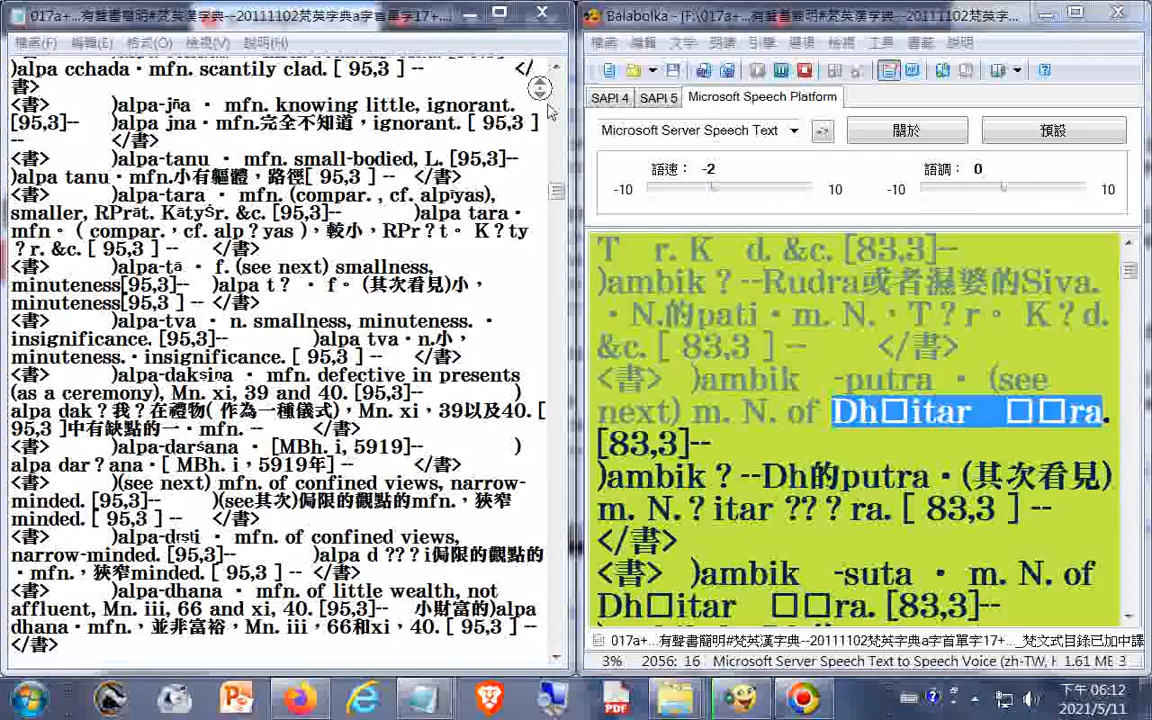 017a+...有聲書簡明#梵英漢字典--20111102梵英字典a字首單字17+...
檔案(F) 編輯(E) 格式(O) 檢視(V) 說明(H)
)alpa cchada‧mfn. scantily clad. [ 95,3 ] -- </
書>
<書> )alpa-jña ‧ mfn. knowing little, ignorant.
[95,3]-- )alpa jna‧mfn.完全不知道，ignorant. [ 95,3 ]
-- </書>
<書> )alpa-tanu ‧ mfn. small-bodied, L. [95,3]--
)alpa tanu‧mfn.小有軀體，路徑[ 95,3 ] -- </書>
<書> )alpa-tara ‧ mfn. (compar. , cf. alpīyas),
smaller, RPrāt. KātyŚr. &c. [95,3]-- )alpa tara‧
mfn。 ( compar.，cf. alp？yas )，較小，RPr？t。 K？ty
？r. &c. [ 95,3 ] -- </書>
<書> )alpa-tā ‧ f. (see next) smallness,
minuteness[95,3]-- )alpa t？ ‧ f。 (其次看見)小，
minuteness[95,3 ] -- </書>
<書> )alpa-tva ‧ n. smallness, minuteness. ‧
insignificance. [95,3]-- )alpa tva‧n.小，
minuteness.‧insignificance. [ 95,3 ] -- </書>
<書> )alpa-dakṣiṇa ‧ mfn. defective in presents
(as a ceremony), Mn. xi, 39 and 40. [95,3]-- )
alpa dak？我？在禮物( 作為一種儀式)，Mn. xi，39以及40. [
95,3 ]中有缺點的一‧mfn. -- </書>
<書> )alpa-darśana ‧ [MBh. i, 5919]-- )
alpa dar？ana‧[ MBh. i，5919年] -- </書>
<書> )(see next) mfn. of confined views, narrow-
minded. [95,3]-- )(see其次)侷限的觀點的mfn.，狹窄
minded. [ 95,3 ] -- </書>
<書> )alpa-dṛṣṭi ‧ mfn. of confined views,
narrow-minded. [95,3]-- )alpa d ???i侷限的觀點的
‧mfn.，狹窄minded. [ 95,3 ] -- </書>
<書> )alpa-dhana ‧ mfn. of little wealth, not
affluent, Mn. iii, 66 and xi, 40. [95,3]-- 小財富的)alpa
dhana‧mfn.，並非富裕，Mn. iii，66和xi，40. [ 95,3 ] --
</書>
Balabolka - [F:\017a+...有聲書簡明#梵英漢字典--20111102梵英字...
檔案 編輯 文字 朗讀 引擎 選項 檢視 工具 書籤 說明
SAPI 4 SAPI 5 Microsoft Speech Platform
Microsoft Server Speech Text 關於 預設
語速： -2 語調： 0
-10 10 -10 10
T r. K d. &c. [83,3]--
)ambik？--Rudra或者濕婆的Siva.
‧N.的pati‧m. N.，T？r。 K？d.
&c. [ 83,3 ] -- </書>
<書> )ambik -putra ‧ (see
next) m. N. of Dh□itar □□ra.
[83,3]--
)ambik？--Dh的putra‧(其次看見)
m. N.？itar ???ra. [ 83,3 ] --
</書>
<書> )ambik -suta ‧ m. N. of
Dh□itar □□ra. [83,3]--
017a+...有聲書簡明#梵英漢字典--20111102梵英字典a字首單字17+..._梵文式目錄已加中譯
3% 2056: 16 Microsoft Server Speech Text to Speech Voice (zh-TW, H 1.61 MB
下午 06:12
2021/5/11